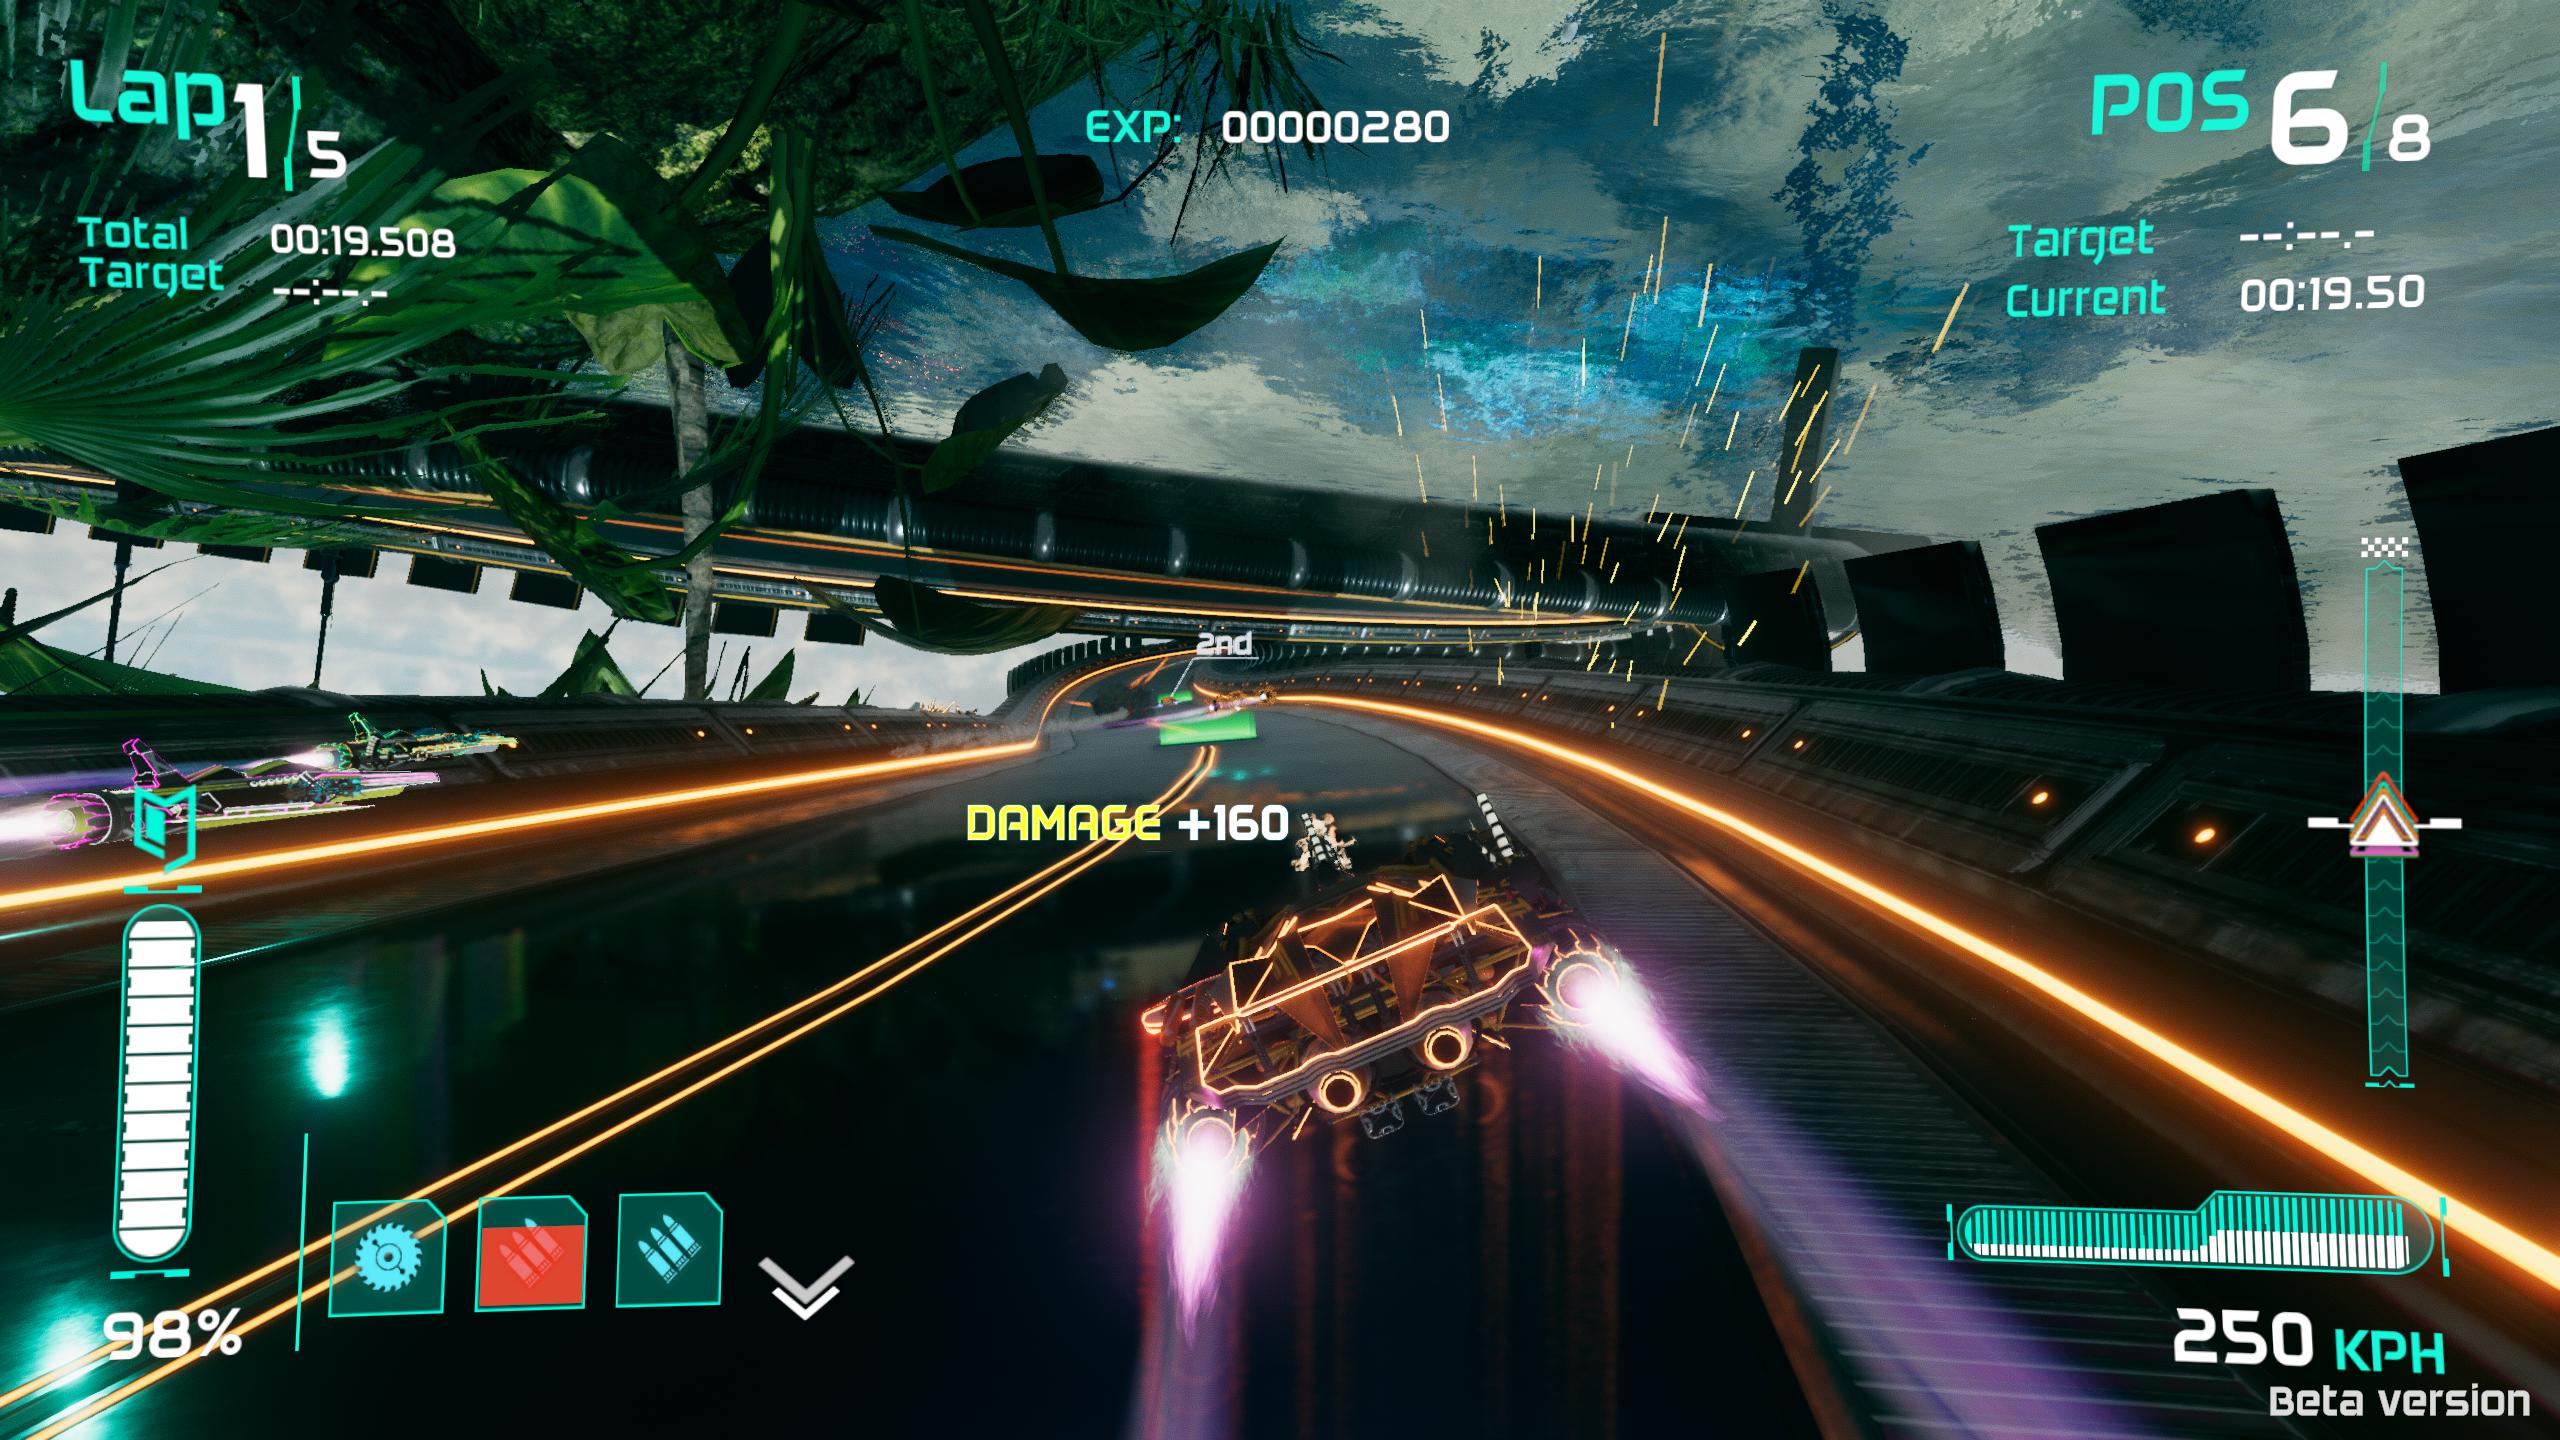 Lap 1/5
EXP: 00000280
POS 6/8
Total 00:19.508
Target --:--.-
Target --:--.-
Current 00:19.50
2nd
DAMAGE +160
98%
250 KPH
Beta version